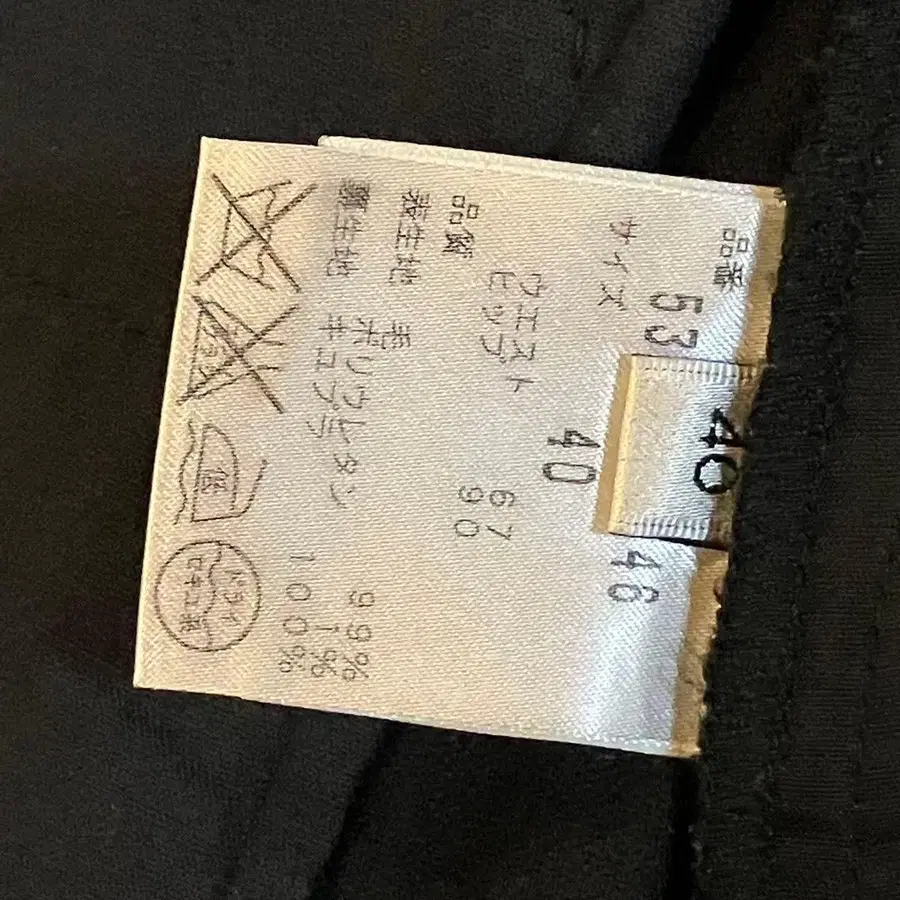 40
品番 53 46
サイズ 40
ウエスト 67
ヒップ 90
品質
表生地 毛 99%
ポリウレタン 1%
裏生地 キュプラ 100%
低
ドライ
セキユ系